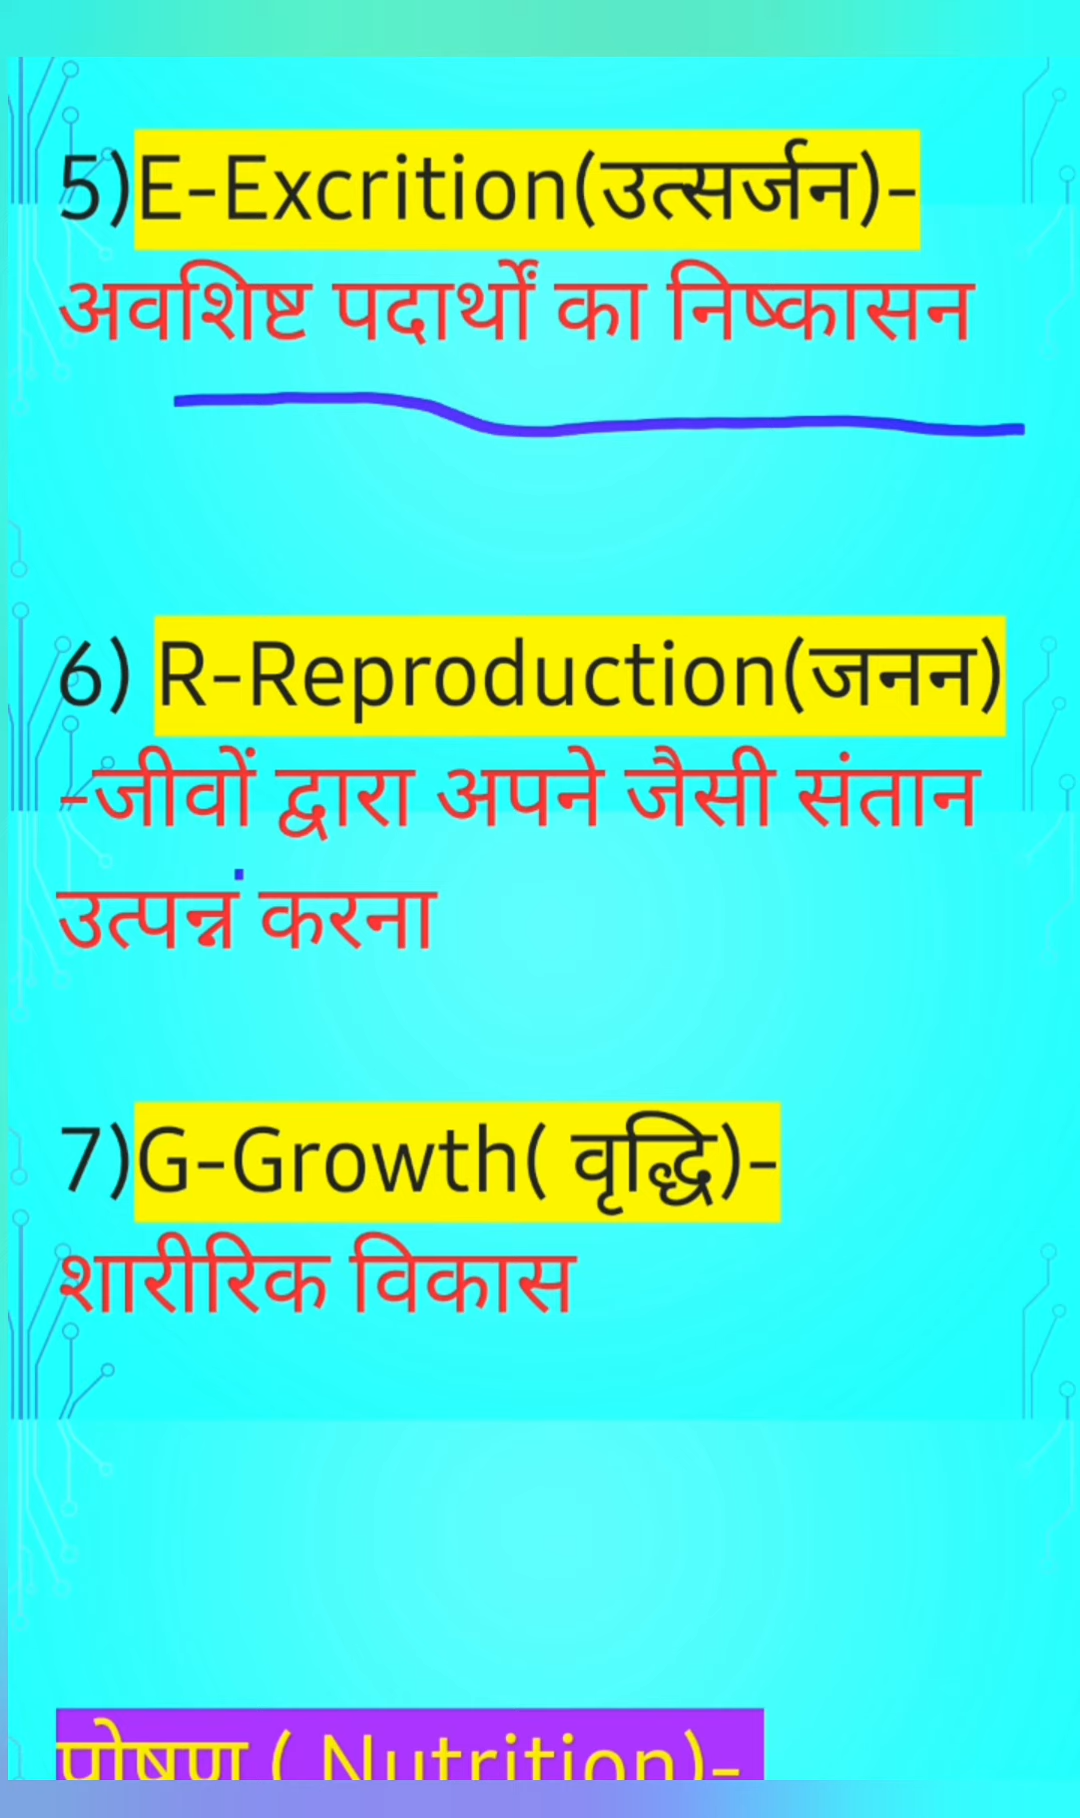 5)E-Excrition(उत्सर्जन)-
अवशिष्ट पदार्थों का निष्कासन
6) R-Reproduction(जनन)
-जीवों द्वारा अपने जैसी संतान
उत्पन्न करना
7)G-Growth( वृद्धि)-
शारीरिक विकास
पोषण ( Nutrition)-